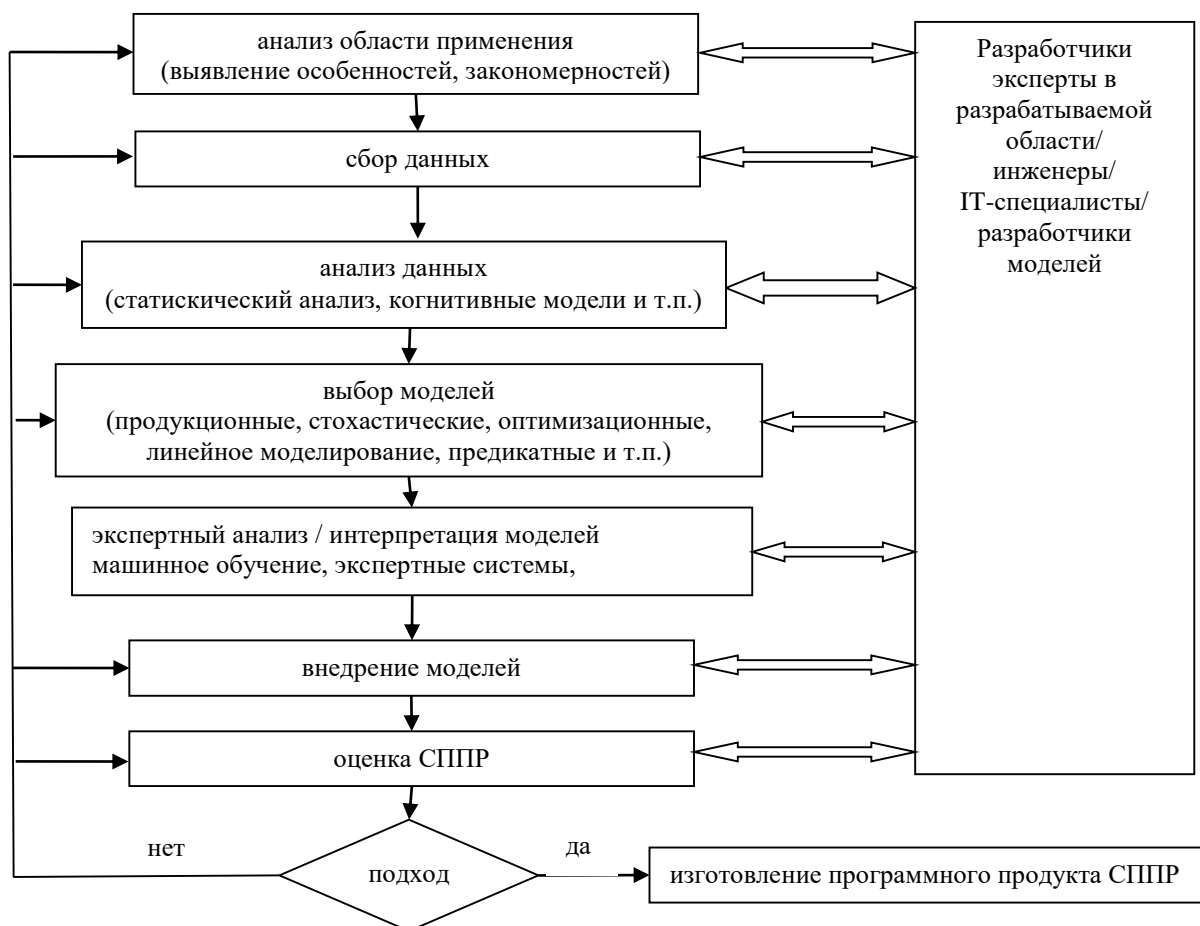 анализ области применения
(выявление особенностей, закономерностей)
сбор данных
анализ данных
(статискический анализ, когнитивные модели и т.п.)
выбор моделей
(продукционные, стохастические, оптимизационные,
линейное моделирование, предикатные и т.п.)
экспертный анализ / интерпретация моделей
машинное обучение, экспертные системы,
внедрение моделей
оценка СППР
нет
подход
да
изготовление программного продукта СППР
Разработчики
эксперты в
разрабатываемой
области/
инженеры/
IT-специалисты/
разработчики
моделей